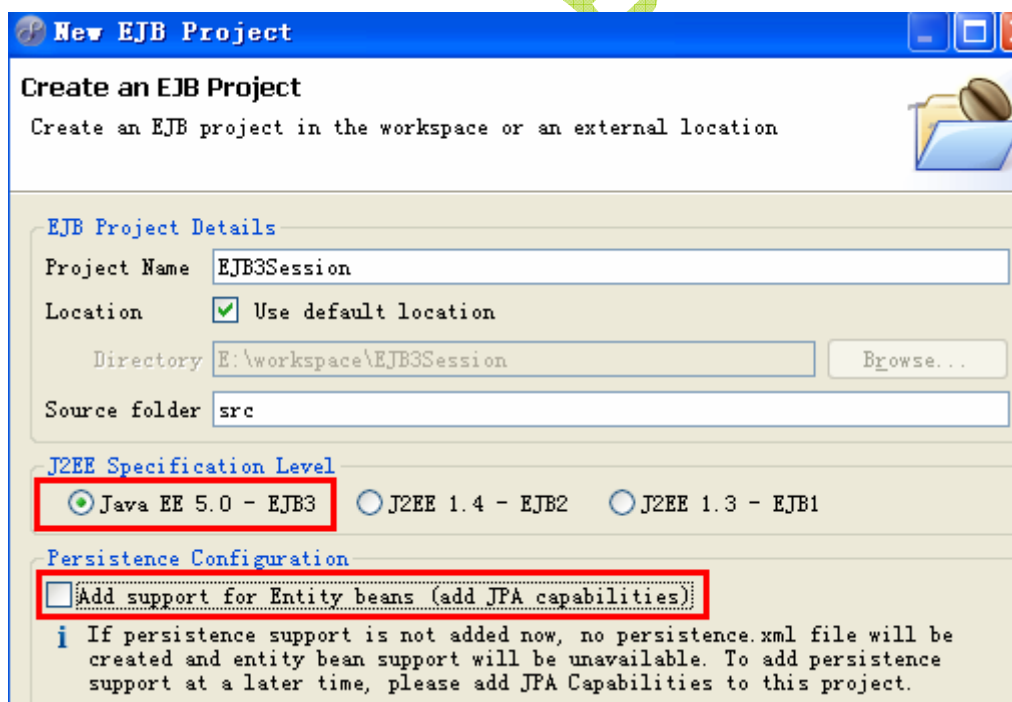 New EJB Project
Create an EJB Project
Create an EJB project in the workspace or an external location
EJB Project Details
Project Name EJB3Session
Location Use default location
Directory E:\workspace\EJB3Session Browse...
Source folder src
J2EE Specification Level
Java EE 5.0 - EJB3 J2EE 1.4 - EJB2 J2EE 1.3 - EJB1
Persistence Configuration
Add support for Entity beans (add JPA capabilities)
If persistence support is not added now, no persistence.xml file will be
created and entity bean support will be unavailable. To add persistence
support at a later time, please add JPA Capabilities to this project.